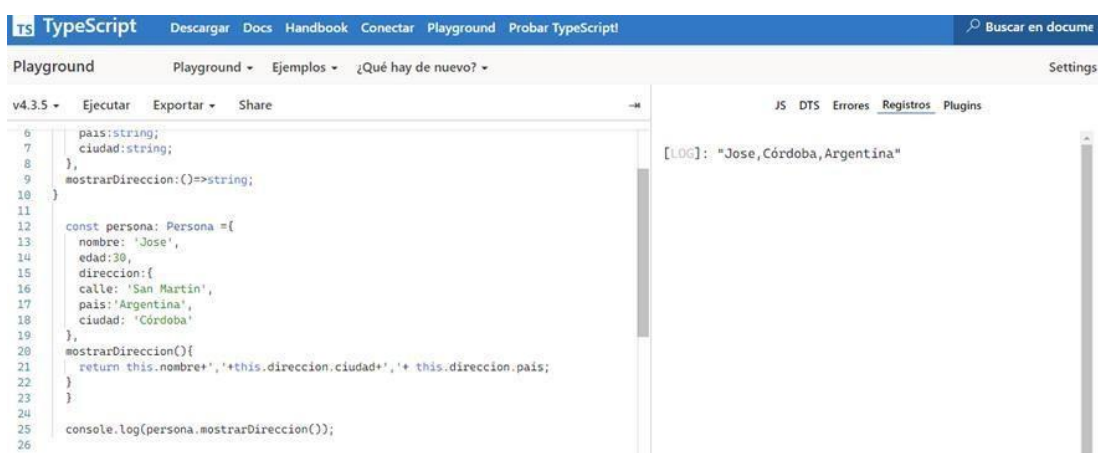 TS TypeScript Descargar Docs Handbook Conectar Playground Probar TypeScript! Buscar en docume
Playground Playground Ejemplos ¿Qué hay de nuevo? Settings
v4.3.5 Ejecutar Exportar Share JS DTS Errores Registros Plugins
6 pais:string;
7 ciudad:string;
8 },
9 mostrarDireccion:()=>string;
10 }
11
12 const persona: Persona ={
13 nombre: 'Jose',
14 edad:30,
15 direccion:{
16 calle: 'San Martin',
17 pais:'Argentina',
18 ciudad: 'Córdoba'
19 },
20 mostrarDireccion(){
21 return this.nombre+','+this.direccion.ciudad+','+ this.direccion.pais;
22 }
23 }
24
25 console.log(persona.mostrarDireccion());
26
[LOG]: "Jose,Córdoba,Argentina"